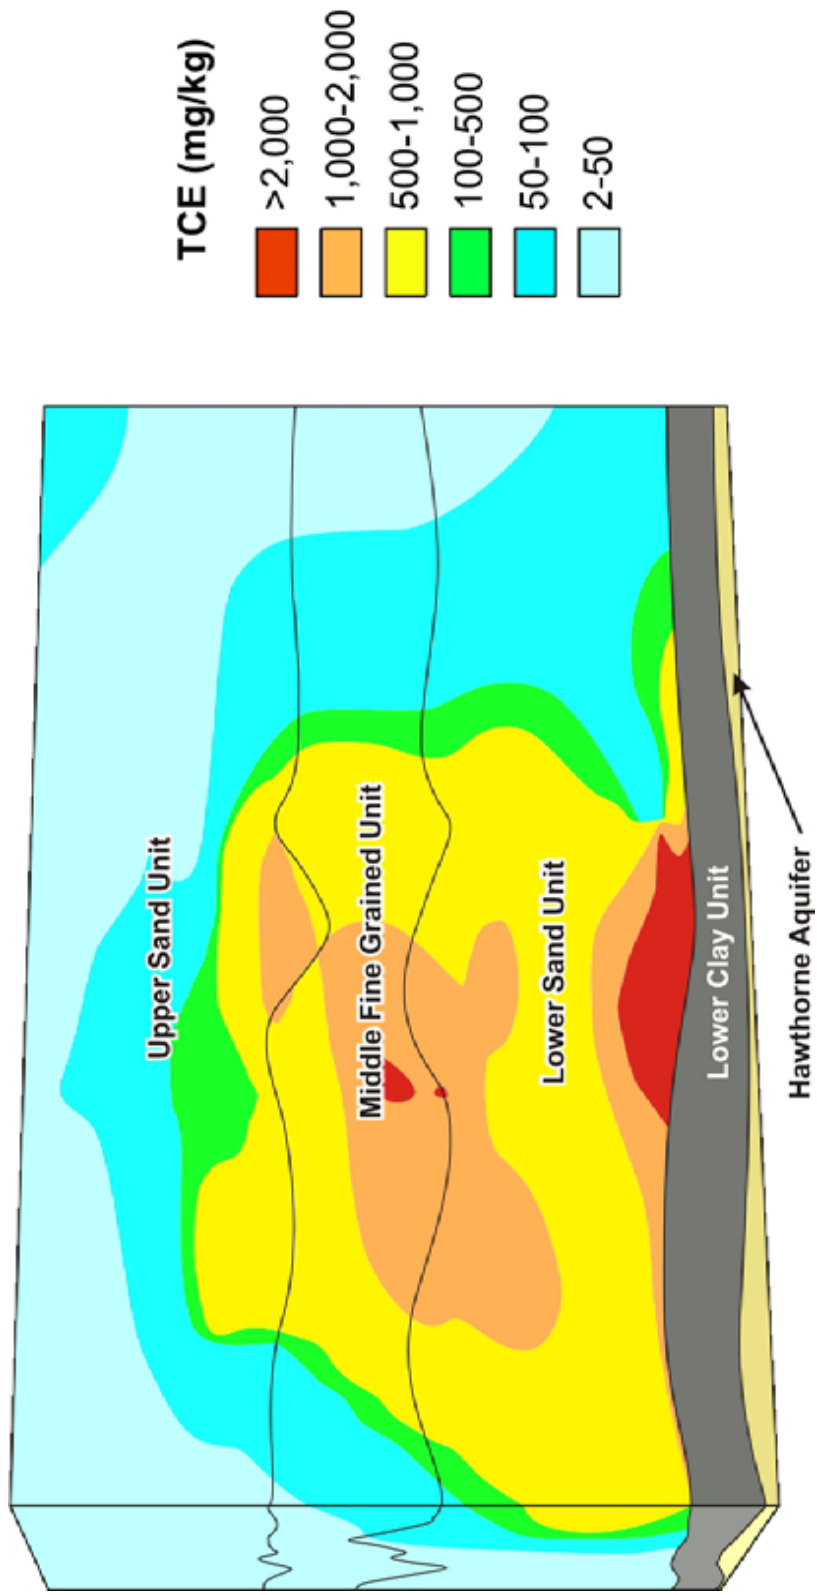 TCE (mg/kg)
>2,000
1,000-2,000
500-1,000
100-500
50-100
2-50
Upper Sand Unit
Middle Fine Grained Unit
Lower Sand Unit
Lower Clay Unit
Hawthorne Aquifer